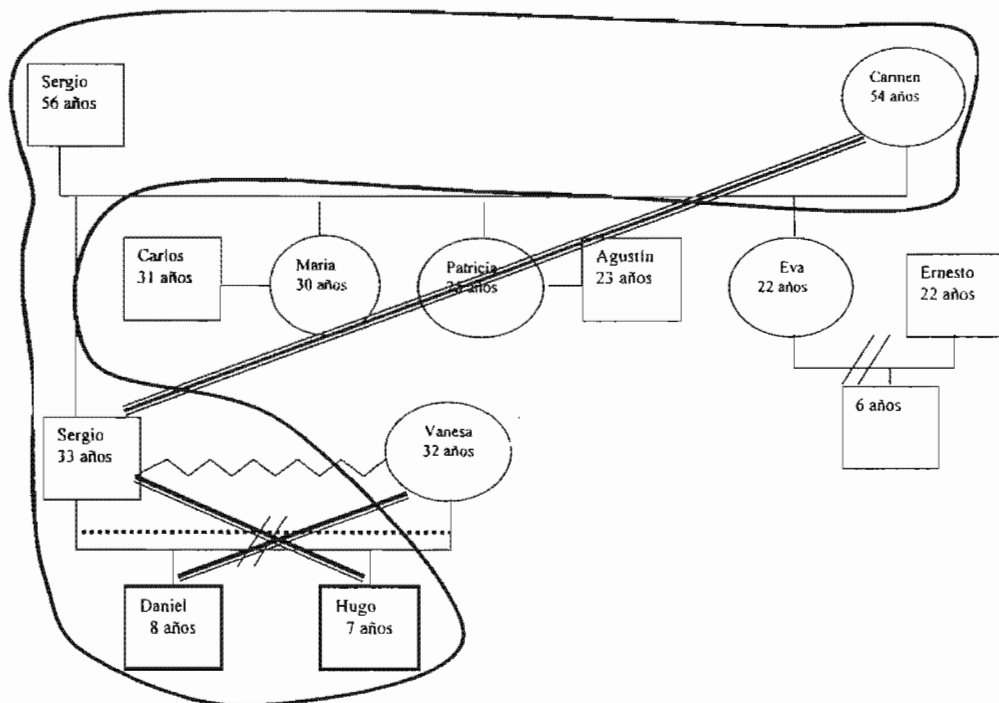 Sergio
56 años
Carmen
54 años
Carlos
31 años
Maria
30 años
Patricia
años
Agustín
23 años
Eva
22 años
Ernesto
22 años
6 años
Sergio
33 años
Vanesa
32 años
Daniel
8 años
Hugo
7 años